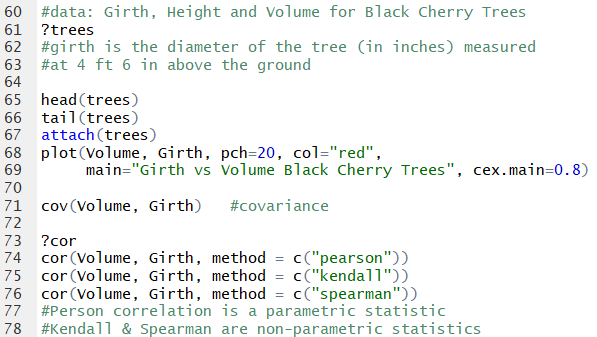 60 #data: Girth, Height and Volume for Black Cherry Trees
61 ?trees
62 #girth is the diameter of the tree (in inches) measured
63 #at 4 ft 6 in above the ground
64
65 head(trees)
66 tail(trees)
67 attach(trees)
68 plot(Volume, Girth, pch=20, col="red",
69      main="Girth vs Volume Black Cherry Trees", cex.main=0.8)
70
71 cov(Volume, Girth)   #covariance
72
73 ?cor
74 cor(Volume, Girth, method = c("pearson"))
75 cor(Volume, Girth, method = c("kendall"))
76 cor(Volume, Girth, method = c("spearman"))
77 #Person correlation is a parametric statistic
78 #Kendall & Spearman are non-parametric statistics